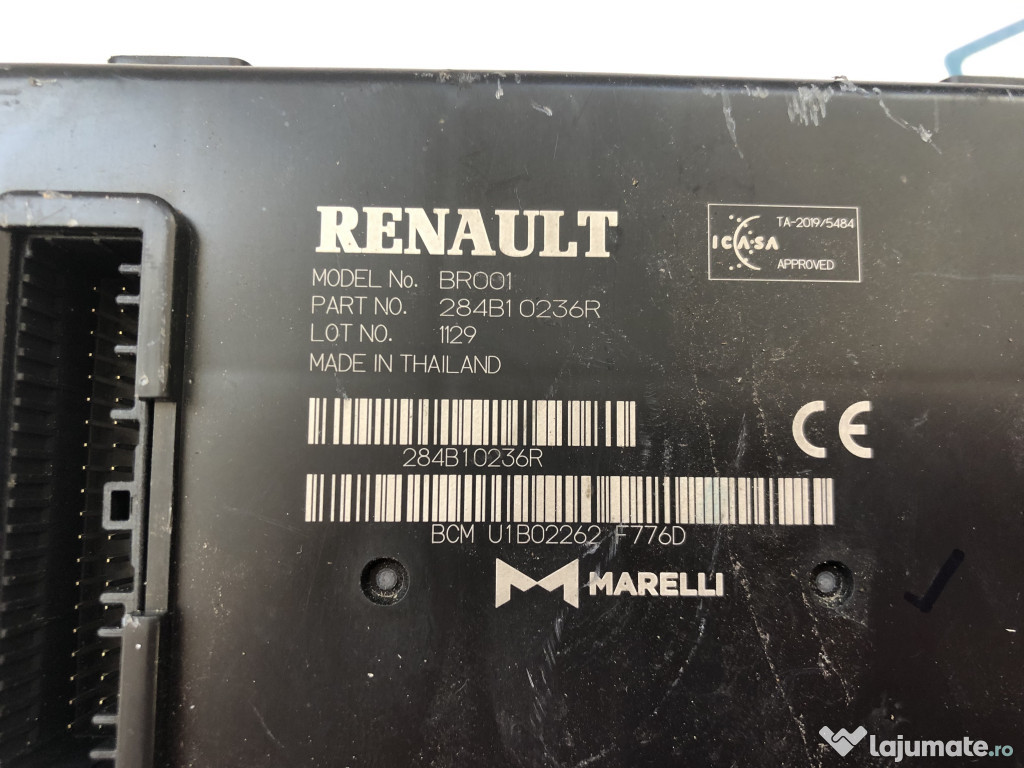 RENAULT
MODEL No. BR001
PART NO. 284B10236R
LOT NO. 1129
MADE IN THAILAND
TA-2019/5484
ICASA
APPROVED
284B10236R
CE
BCM U1B02262 F776D
MARELLI
lajumate.ro